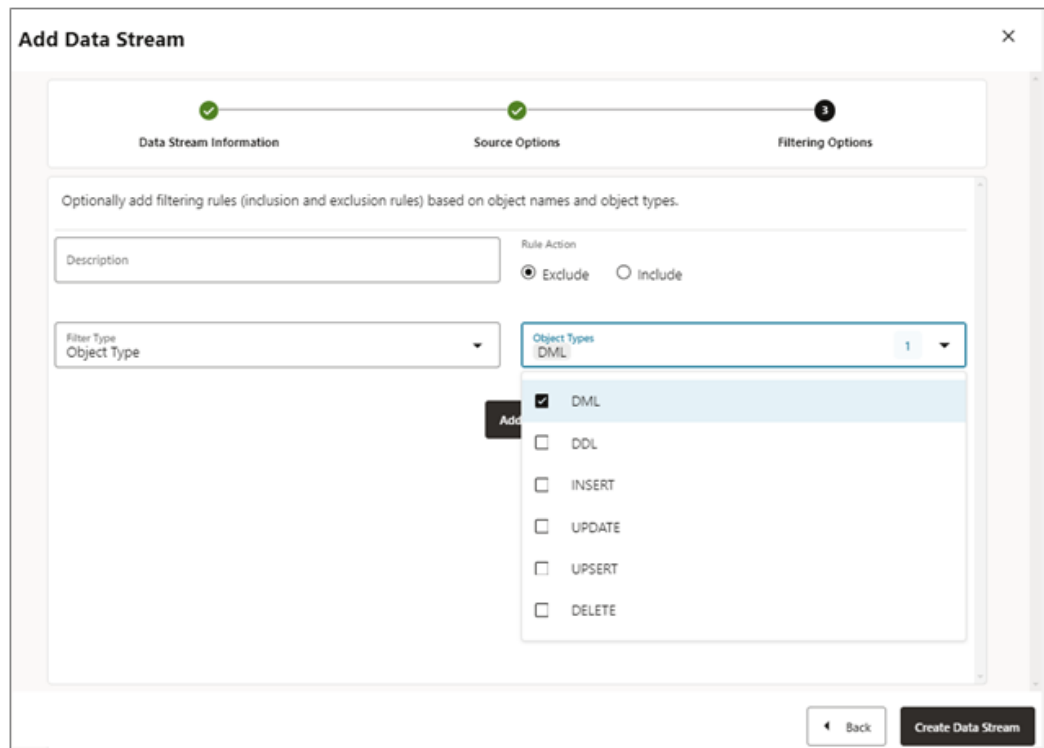 Add Data Stream
3
Data Stream Information
Source Options
Filtering Options
Optionally add filtering rules (inclusion and exclusion rules) based on object names and object types.
Description
Rule Action
Exclude
Include
Filter Type
Object Type
Object Types
DML
1
Add
DML
DDL
INSERT
UPDATE
UPSERT
DELETE
Back
Create Data Stream